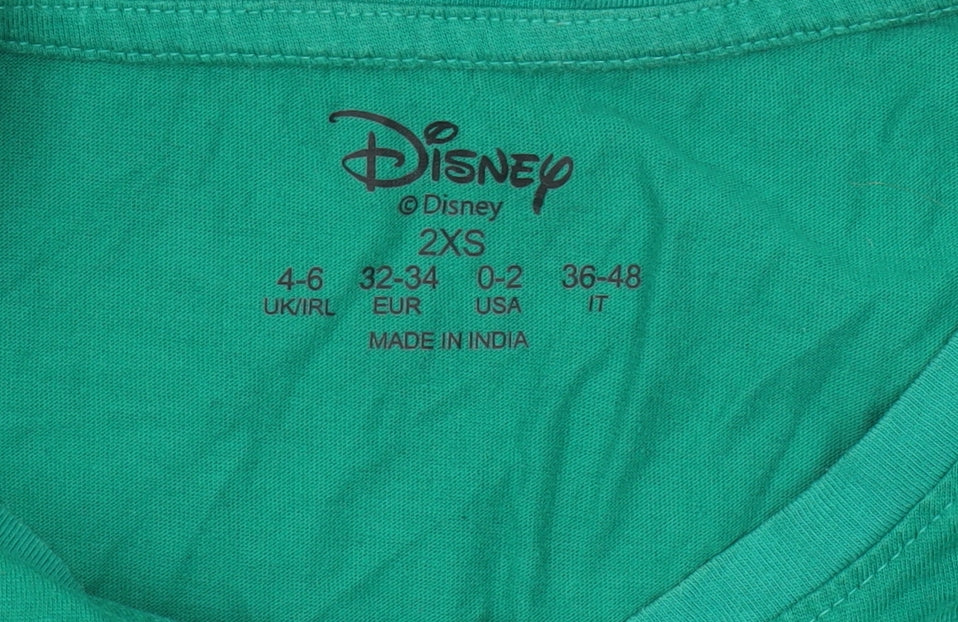 Disney
© Disney
2XS
4-6 32-34 0-2 36-48
UK/IRL EUR USA IT
MADE IN INDIA